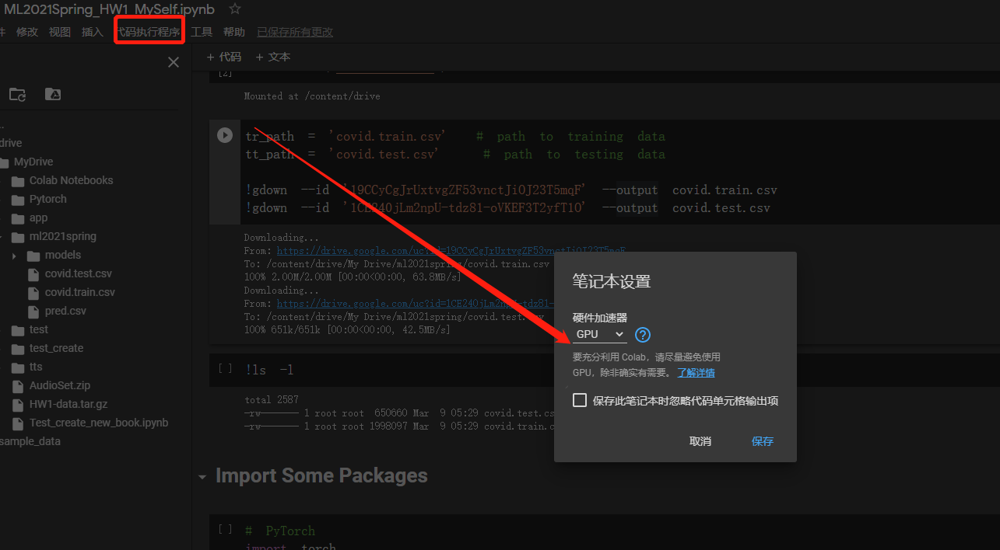 ML2021Spring_HW1_MySelf.ipynb
件 修改 视图 插入 代码执行程序 工具 帮助 已保存所有更改
+ 代码 + 文本
[2]
Mounted at /content/drive
..
drive
MyDrive
Colab Notebooks
Pytorch
app
ml2021spring
models
covid.test.csv
covid.train.csv
pred.csv
test
test_create
tts
AudioSet.zip
HW1-data.tar.gz
Test_create_new_book.ipynb
sample_data
tr_path = 'covid.train.csv' # path to training data
tt_path = 'covid.test.csv' # path to testing data
!gdown --id '19CCyCgJrUxtvgZF53vnctJiOJ23T5mqF' --output covid.train.csv
!gdown --id '1CE240jLm2npU-tdz81-oVKEF3T2yfT1O' --output covid.test.csv
Downloading...
From: https://drive.google.com/uc?id=19CCyCgJrUxtvgZF53vnctJiOJ23T5mqF
To: /content/drive/My Drive/ml2021spring/covid.train.csv
100% 2.00M/2.00M [00:00<00:00, 63.8MB/s]
Downloading...
From: https://drive.google.com/uc?id=1CE240jLm2npU-tdz81-
To: /content/drive/My Drive/ml2021spring/covid.test.csv
100% 651k/651k [00:00<00:00, 42.5MB/s]
[ ] !ls -l
total 2587
-rw------- 1 root root 650660 Mar 9 05:29 covid.test.cs
-rw------- 1 root root 1998097 Mar 9 05:29 covid.train.c
Import Some Packages
[ ] # PyTorch
import torch
笔记本设置
硬件加速器
GPU
要充分利用 Colab，请尽量避免使用
GPU，除非确实有需要。 了解详情
保存此笔记本时忽略代码单元格输出项
取消 保存